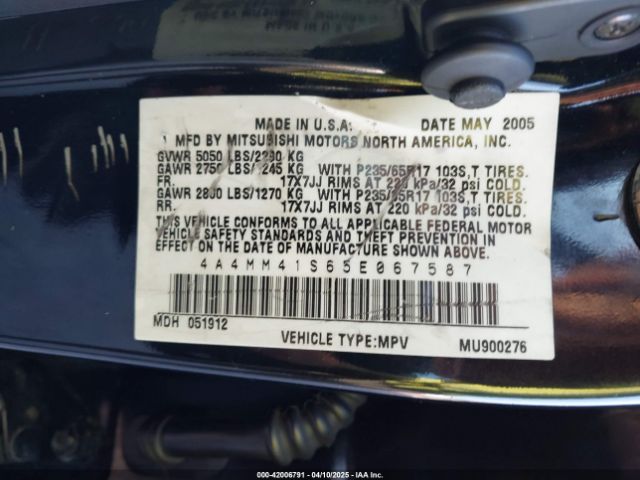 MADE IN U.S.A. DATE MAY 2005
MFD BY MITSUBISHI MOTORS NORTH AMERICA, INC.
GVWR 5050 LBS/2290 KG
GAWR 2750 LBS/1245 KG WITH P235/65R17 103S,T TIRES.
FR. 17X7JJ RIMS AT 220 kPa/32 psi COLD.
GAWR 2800 LBS/1270 KG WITH P235/65R17 103S,T TIRES.
RR. 17X7JJ RIMS AT 220 kPa/32 psi COLD.
THIS VEHICLE CONFORMS TO ALL APPLICABLE FEDERAL MOTOR
VEHICLE SAFETY STANDARDS AND THEFT PREVENTION IN
EFFECT ON THE DATE OF MANUFACTURE SHOWN ABOVE.
4A4MM41S65E067587
MDH 051912
VEHICLE TYPE:MPV MU900276
000-42006791 - 04/10/2025 - IAAI, Inc.